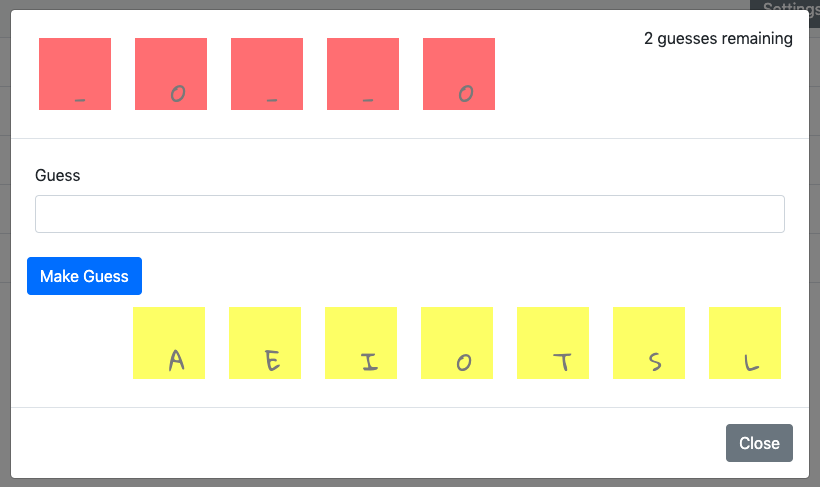 Settings
2 guesses remaining
_ O _ _ O
Guess
Make Guess
A E I O T S L
Close